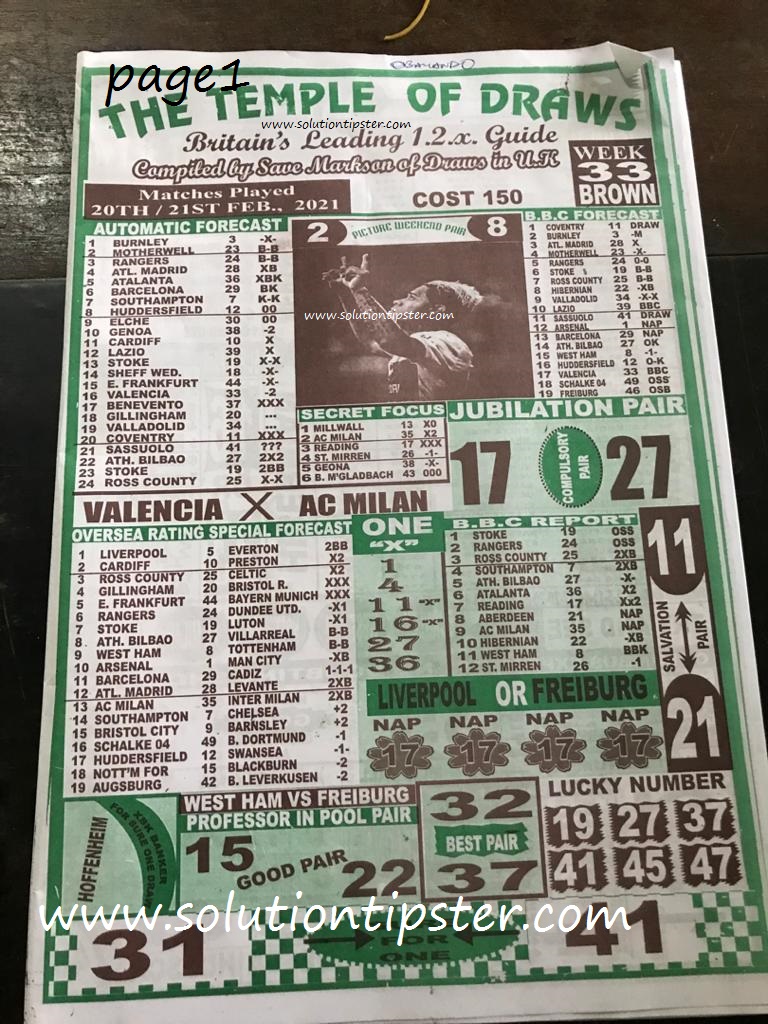 OBAMANDO
page1
THE TEMPLE OF DRAWS
www.solutiontipster.com
Britain's Leading 1.2.x. Guide
Compiled by Save Markson of Draws in U.K
WEEK
33
BROWN
Matches Played
20TH / 21ST FEB., 2021
COST 150
AUTOMATIC FORECAST
1 BURNLEY 3 -X-
2 MOTHERWELL 23 B-B
3 RANGERS 24 B-B
4 ATL. MADRID 28 XB
5 ATALANTA 36 XBK
6 BARCELONA 29 BK
7 SOUTHAMPTON 7 K-K
8 HUDDERSFIELD 12 00
9 ELCHE 30 00
10 GENOA 38 -2
11 CARDIFF 10 X
12 LAZIO 39 X
13 STOKE 19 X-X
14 SHEFF WED. 18 -X-
15 E. FRANKFURT 44 -X-
16 VALENCIA 33 -2
17 BENEVENTO 37 XXX
18 GILLINGHAM 20 ...
19 VALLADOLID 34 ...
20 COVENTRY 11 XXX
21 SASSUOLO 41 ???
22 ATH. BILBAO 27 2X2
23 STOKE 19 2BB
24 ROSS COUNTY 25 X-X
2 PICTURE WEEKEND PAIR 8
www.solutiontipster.com
B.B.C FORECAST
1 COVENTRY 11 DRAW
2 BURNLEY 3 -M
3 ATL. MADRID 28 X
4 MOTHERWELL 23 -X-
5 RANGERS 24 0-0
6 STOKE 19 B-B
7 ROSS COUNTY 25 B-B
8 HIBERNIAN 22 -XB
9 VALLADOLID 34 -X-X
10 LAZIO 39 BBC
11 SASSUOLO 41 DRAW
12 ARSENAL 1 NAP
13 BARCELONA 29 NAP
14 ATH. BILBAO 27 OK
15 WEST HAM 8 -1-
16 HUDDERSFIELD 12 O-K
17 VALENCIA 33 BBC
18 SCHALKE 04 49 OSS
19 FREIBURG 46 OSB
SECRET FOCUS
1 MILLWALL 13 X0
2 AC MILAN 35 X2
3 READING 17 XXX
4 ST. MIRREN 26 -1-
5 GEONA 38 -X-
6 B. M'GLADBACH 43 000
JUBILATION PAIR
17 COMPULSORY PAIR 27
VALENCIA X AC MILAN
OVERSEA RATING SPECIAL FORECAST
1 LIVERPOOL 5 EVERTON 2BB
2 CARDIFF 10 PRESTON X2
3 ROSS COUNTY 25 CELTIC X2
4 GILLINGHAM 20 BRISTOL R. XXX
5 E. FRANKFURT 44 BAYERN MUNCH XXX
6 RANGERS 24 DUNDEE UTD. -X1
7 STOKE 19 LUTON -X1
8 ATH. BILBAO 27 VILLARREAL B-B
9 WEST HAM 8 TOTTENHAM B-B
10 ARSENAL 1 MAN CITY -XB
11 BARCELONA 29 CADIZ 1-1-1
12 ATL. MADRID 28 LEVANTE 2XB
13 AC MILAN 35 INTER MILAN 2XB
14 SOUTHAMPTON 7 CHELSEA +2
15 BRISTOL CITY 9 BARNSLEY +2
16 SCHALKE 04 49 B. DORTMUND -1
17 HUDDERSFIELD 12 SWANSEA -1-
18 NOTT'M FOR 15 BLACKBURN -2
19 AUGSBURG 42 B. LEVERKUSEN -2
ONE
"X"
1
4
11 "X"
16 "X"
27
36
B.B.C REPORT
1 STOKE 19 OSS
2 RANGERS 24 OSS
3 ROSS COUNTY 25 2XB
4 SOUTHAMPTON 7 2XB
5 ATH. BILBAO 27 -X-
6 ATALANTA 36 X2
7 READING 17 Xx2
8 ABERDEEN 21 NAP
9 AC MILAN 35 NAP
10 HIBERNIAN 22 -XB
11 WEST HAM 8 BBK
12 ST. MIRREN 26 -1
11
SALVATION PAIR
21
LIVERPOOL OR FREIBURG
NAP NAP NAP NAP
17 17 17 17
HOFFENHEIM
XSK BANKER
FOR SURE ONE DRAW
WEST HAM VS FREIBURG
PROFESSOR IN POOL PAIR
15 GOOD PAIR 22
32
BEST PAIR
37
LUCKY NUMBER
19 27 37
41 45 47
www.solutiontipster.com
31 FOR ONE 41